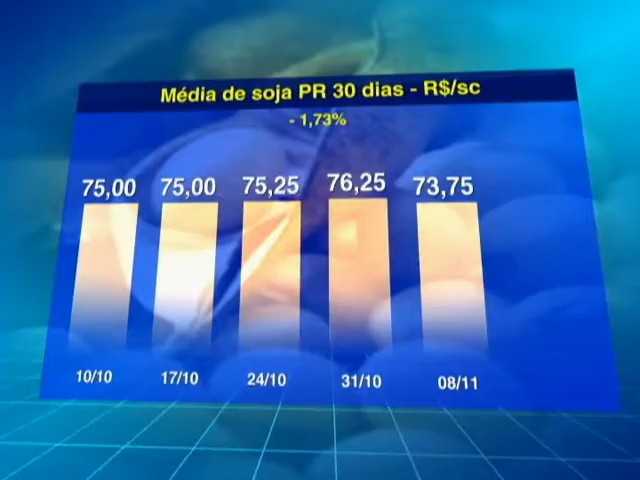 Média de soja PR 30 dias - R$/sc
- 1,73%
75,00 75,00 75,25 76,25 73,75
10/10 17/10 24/10 31/10 08/11